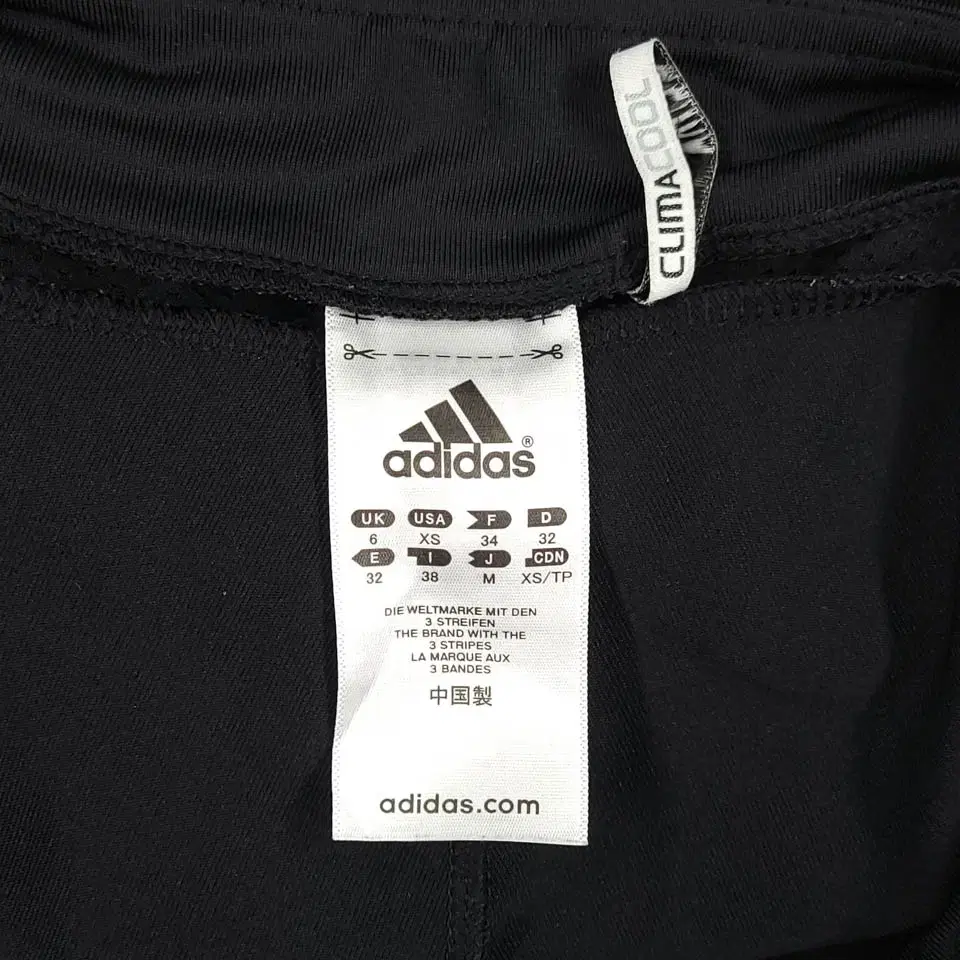 CLIMACOOL
adidas®
UK USA F D
6 XS 34 32
E I J CDN
32 38 M XS/TP
DIE WELTMARKE MIT DEN
3 STREIFEN
THE BRAND WITH THE
3 STRIPES
LA MARQUE AUX
3 BANDES
中国製
adidas.com